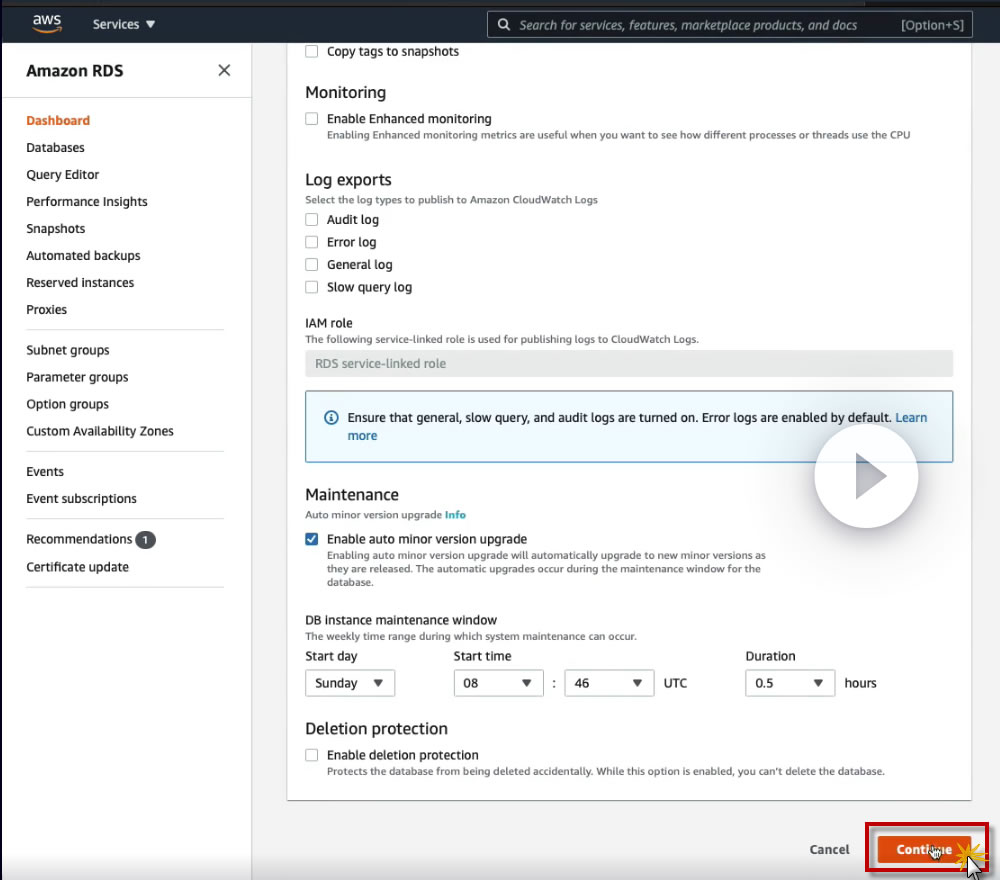 aws Services Search for services, features, marketplace products, and docs [Option+S]
Amazon RDS
Dashboard
Databases
Query Editor
Performance Insights
Snapshots
Automated backups
Reserved instances
Proxies
Subnet groups
Parameter groups
Option groups
Custom Availability Zones
Events
Event subscriptions
Recommendations 1
Certificate update
Copy tags to snapshots
Monitoring
Enable Enhanced monitoring
Enabling Enhanced monitoring metrics are useful when you want to see how different processes or threads use the CPU
Log exports
Select the log types to publish to Amazon CloudWatch Logs
Audit log
Error log
General log
Slow query log
IAM role
The following service-linked role is used for publishing logs to CloudWatch Logs.
RDS service-linked role
Ensure that general, slow query, and audit logs are turned on. Error logs are enabled by default. Learn
more
Maintenance
Auto minor version upgrade Info
Enable auto minor version upgrade
Enabling auto minor version upgrade will automatically upgrade to new minor versions as
they are released. The automatic upgrades occur during the maintenance window for the
database.
DB instance maintenance window
The weekly time range during which system maintenance can occur.
Start day Start time Duration
Sunday 08 : 46 UTC 0.5 hours
Deletion protection
Enable deletion protection
Protects the database from being deleted accidentally. While this option is enabled, you can't delete the database.
Cancel Continue